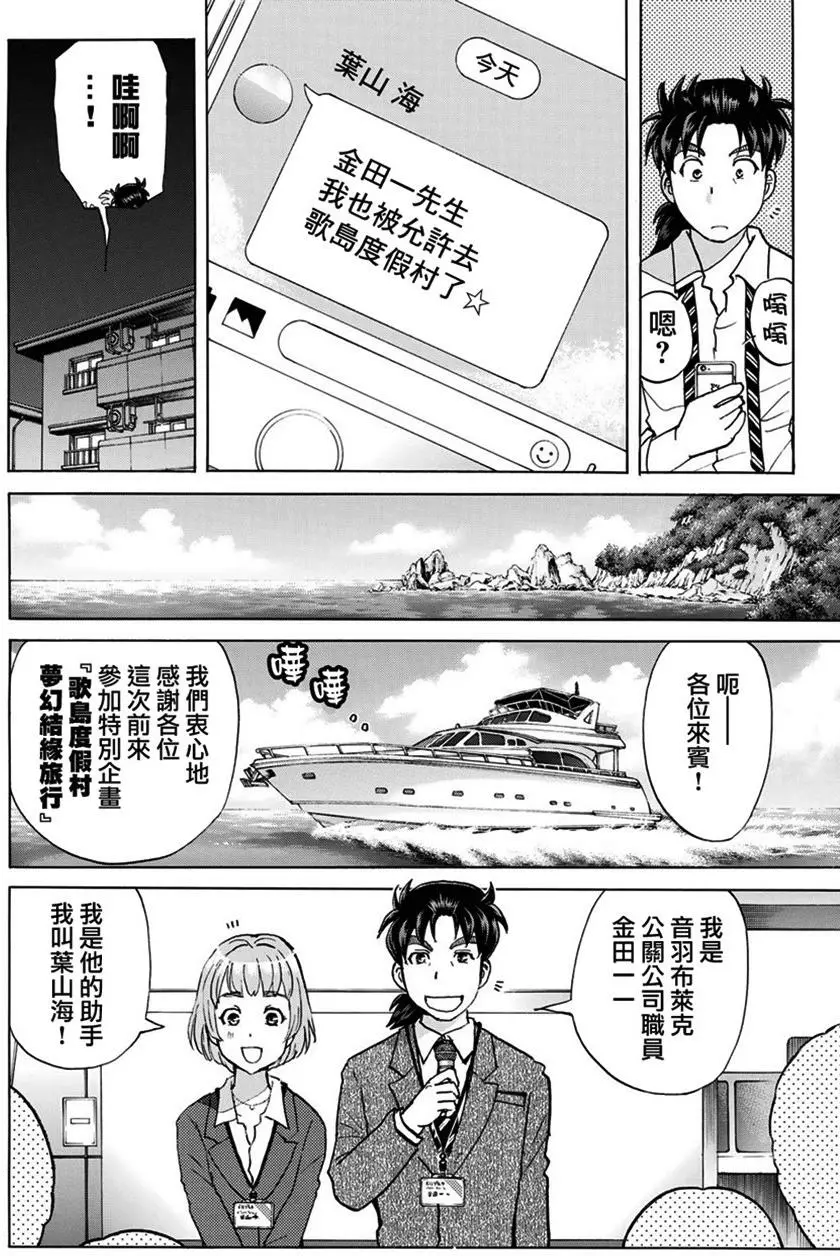 嗡
嗡
嗯?
今天
葉山 海
金田一先生
我也被允許去
歌島度假村了☆
哇啊啊
…!
呃——
各位來賓!
嘩
嘩…
我們衷心地
感謝各位
這次前來
參加特別企畫
『歌島度假村
夢幻結緣旅行』
我是
音羽布萊克
公關公司職員
金田一一
我是他的助手
我叫葉山海!